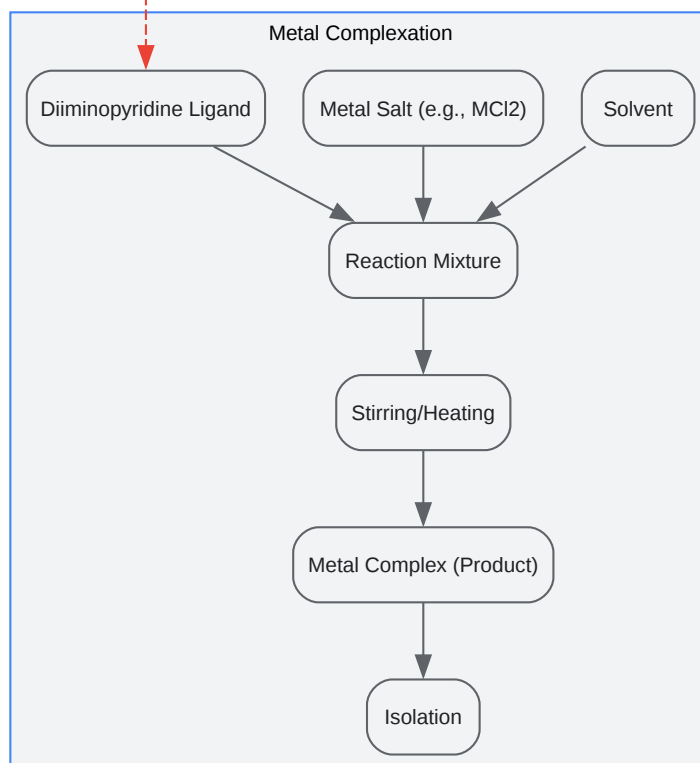 Metal Complexation
Diiminopyridine Ligand
Metal Salt (e.g., MCl2)
Solvent
Reaction Mixture
Stirring/Heating
Metal Complex (Product)
Isolation